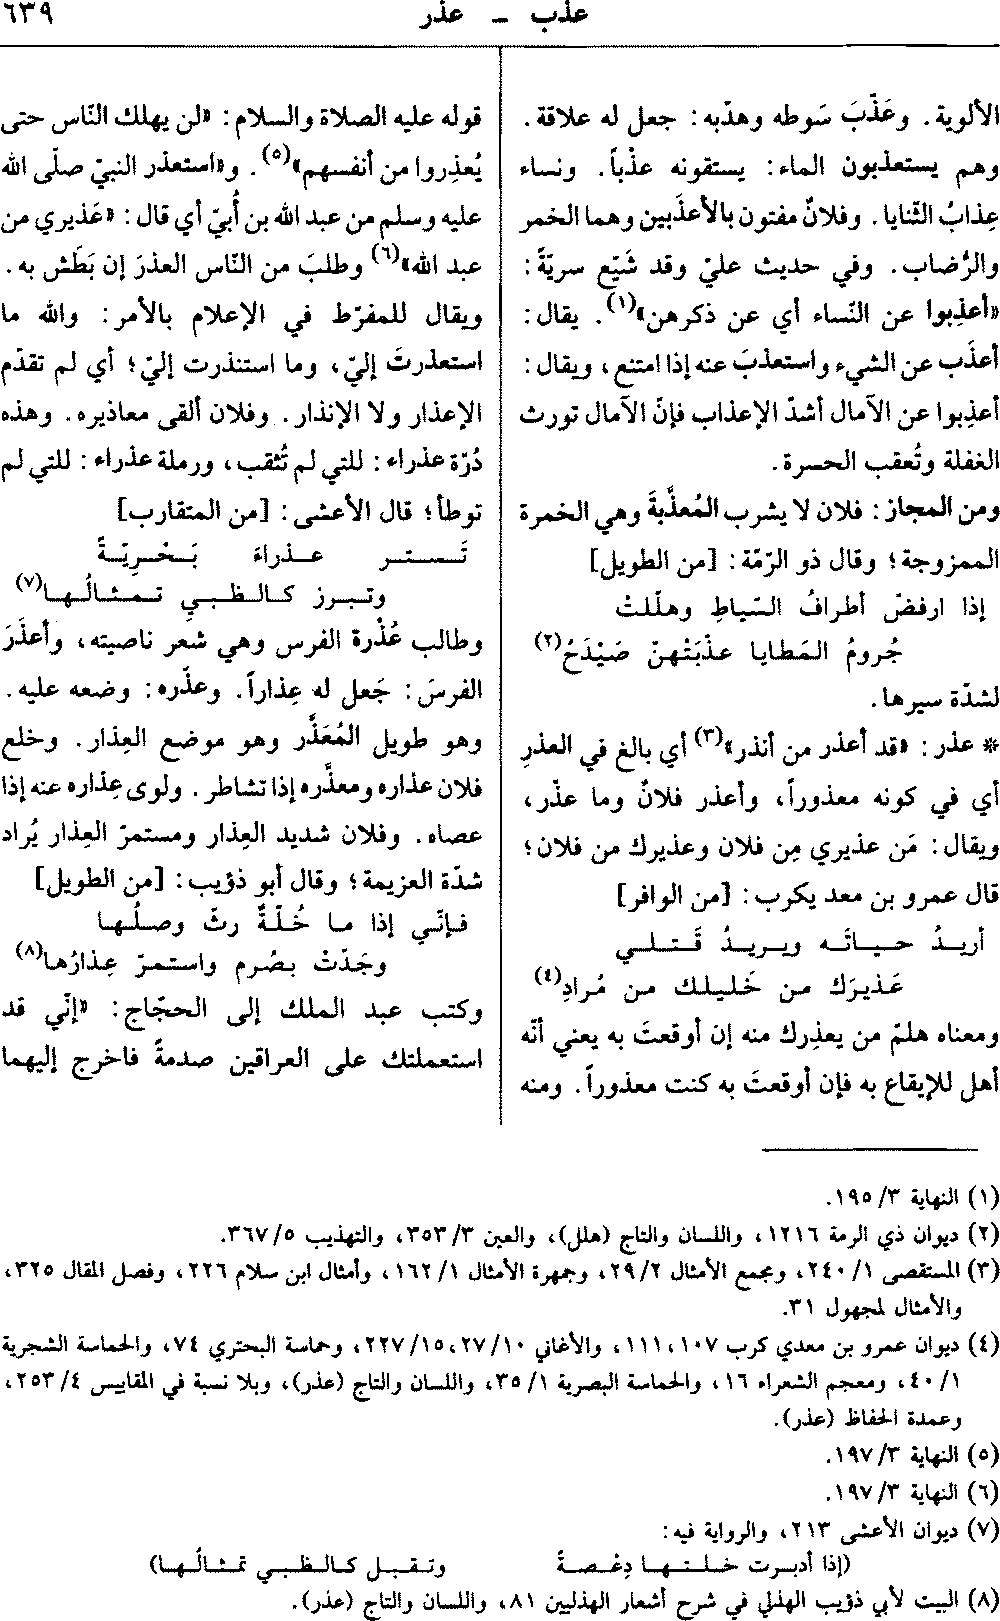 عذب – عذر
٦٣٩
الألوية. وعَذّبَ سَوطه وهدّبه: جعل له علاقة.
وهم يستعذبون الماء: يستقونه عذْباً. ونساء
عِذابُ الثّنايا. وفلانٌ مفتون بالأعذَبين وهما الخمر
والرُّضاب. وفي حديث عليّ وقد شَيّع سريّةً:
«أعذِبوا عن النّساء أي عن ذكرهن»(١). يقال:
أعذَب عن الشيء واستعذبَ عنه إذا امتنع، ويقال:
أعذِبوا عن الآمال أشدّ الإعذاب فإنّ الآمال تورث
الغفلة وتُعقب الحسرة.
ومن المجاز: فلان لا يشرب المُعذَّبةَ وهي الخمرة
الممزوجة؛ وقال ذو الرّمّة: [من الطويل]
إذا ارفضّ أطرافُ السّياطِ وهلّلتْ
جُرومُ المَطايا عذّبَتْهنّ صَيْدَحُ(٢)
لشدّة سيرها.
* عذر: «قد أعذر من أنذر»(٣) أي بالغ في العذرِ
أي في كونه معذوراً، وأعذر فلانٌ وما عذّر،
ويقال: مَن عذيري مِن فلان وعذيرك من فلان؛
قال عمرو بن معد يكرب: [من الوافر]
أريدُ حياتَه ويريدُ قَتلي
عَذيرَك من خَليلك من مُرادِ(٤)
ومعناه هلمّ من يعذِرك منه إن أوقعتَ به يعني أنّه
أهل للإيقاع به فإن أوقعتَ به كنت معذوراً. ومنه
قوله عليه الصلاة والسلام: «لن يهلك النّاس حتى
يُعذِروا من أنفسهم»(٥). و«استعذر النبيّ صلّى الله
عليه وسلم من عبد الله بن أُبيّ أي قال: «عَذيري من
عبد الله»(٦) وطلبَ من النّاس العذرَ إن بَطَش به.
ويقال للمفرّط في الإعلام بالأمر: والله ما
استعذرتَ إليّ، وما استنذرت إليّ؛ أي لم تقدّم
الإعذار ولا الإنذار. وفلان ألقى معاذيره. وهذه
دُرّة عذراء: للتي لم تُثقب، ورملة عذراء: للتي لم
توطأ؛ قال الأعشى: [من المتقارب]
تَستر عذراءَ بَحْرِيّةً
وتبرز كالظبيِ تمثالُها(٧)
وطالب عُذْرة الفرس وهي شعر ناصيته، وأعذَرَ
الفرسَ: جَعل له عِذاراً. وعذّره: وضعه عليه.
وهو طويل المُعَذَّر وهو موضع العِذار. وخلع
فلان عذاره ومعذَّره إذا تشاطر. ولوى عِذاره عنه إذا
عصاه. وفلان شديد العِذار ومستمرّ العِذار يُراد
شدّة العزيمة؛ وقال أبو ذؤيب: [من الطويل]
فإنّي إذا ما خُلّةٌ رثّ وصلُها
وجَذّتْ بصُرم واستمرّ عِذارُها(٨)
وكتب عبد الملك إلى الحجّاج: «إنّي قد
استعملتك على العراقين صدمةً فاخرج إليهما
(١) النهاية ٣/ ١٩٥.
(٢) ديوان ذي الرمة ١٢١٦، واللسان والتاج (هلل)، والعين ٣/ ٣٥٣، والتهذيب ٥/ ٣٦٧.
(٣) المستقصى ١/ ٢٤٠، ومجمع الأمثال ٢/ ٢٩، وجمهرة الأمثال ١/ ١٦٢، وأمثال ابن سلام ٢٢٦، وفصل المقال ٣٢٥،
والأمثال لمجهول ٣١.
(٤) ديوان عمرو بن معدي كرب ١٠٧، ١١١، والأغاني ١٠/ ٢٧، ١٥/ ٢٢٧، وحماسة البحتري ٧٤، والحماسة الشجرية
١/ ٤٠، ومعجم الشعراء ١٦، والحماسة البصرية ١/ ٣٥، واللسان والتاج (عذر)، وبلا نسبة في المقاييس ٤/ ٢٥٣،
وعمدة الحفاظ (عذر).
(٥) النهاية ٣/ ١٩٧.
(٦) النهاية ٣/ ١٩٧.
(٧) ديوان الأعشى ٢١٣، والرواية فيه:
(إذا أدبرت خلتها دِعْصةً وتقبل كالظبي تمثالُها)
(٨) البيت لأبي ذؤيب الهذلي في شرح أشعار الهذليين ٨١، واللسان والتاج (عذر).